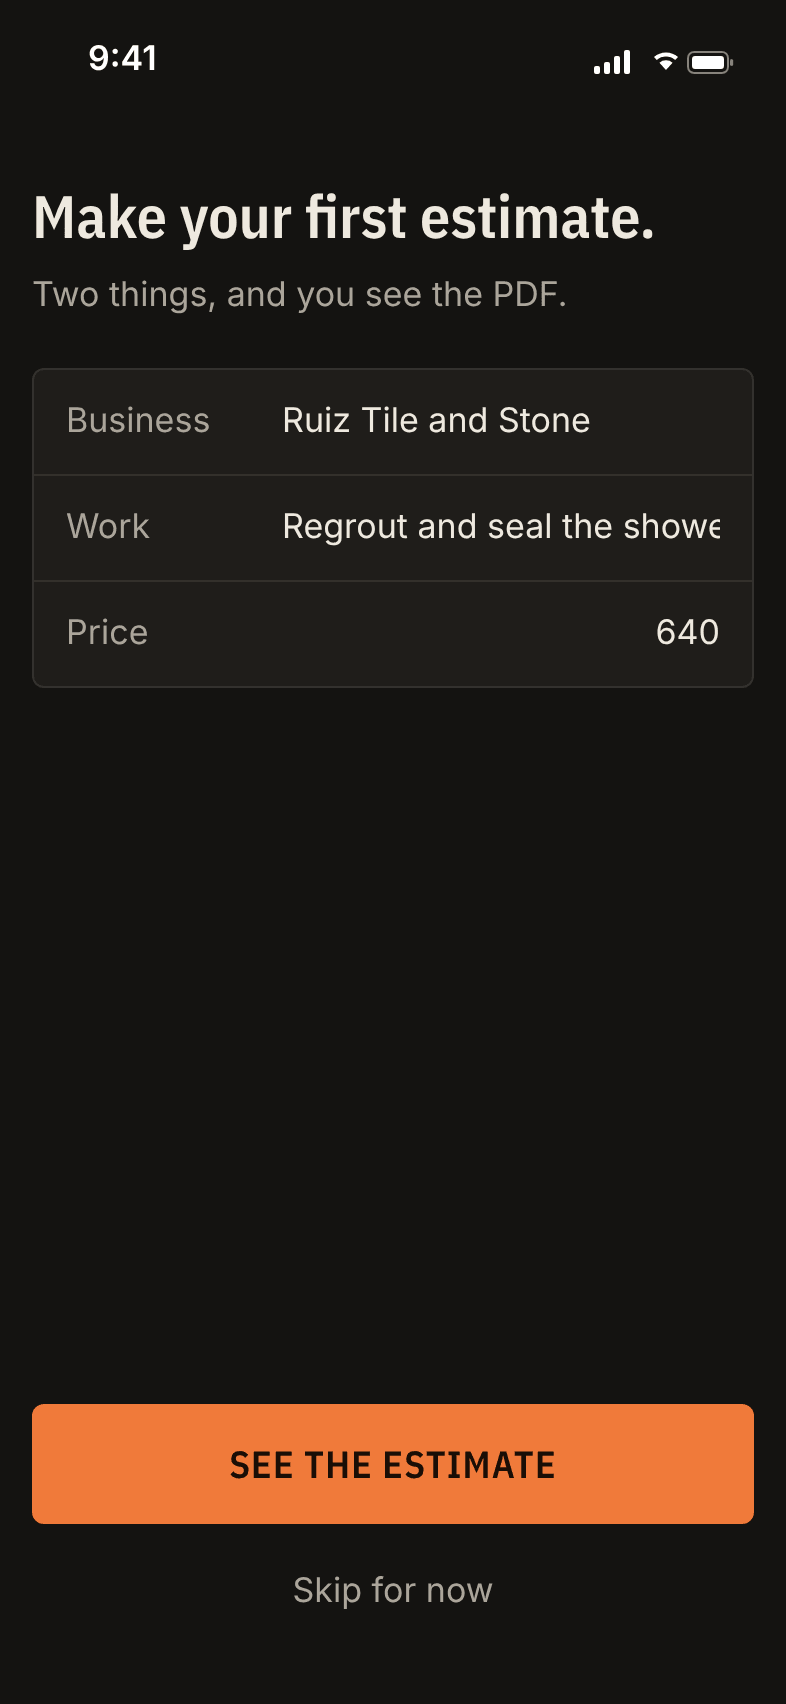 9:41
Make your first estimate.
Two things, and you see the PDF.
Business Ruiz Tile and Stone
Work Regrout and seal the showe
Price 640
SEE THE ESTIMATE
Skip for now